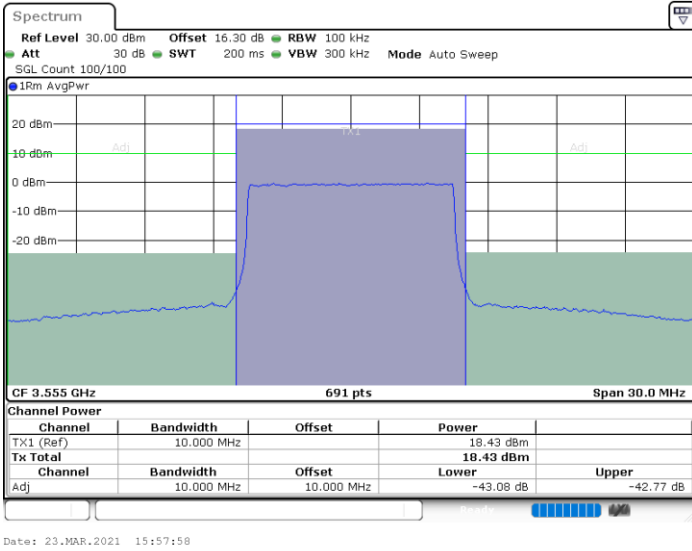 Spectrum
Ref Level 30.00 dBm Offset 16.30 dB RBW 100 kHz
Att 30 dB SWT 200 ms VBW 300 kHz Mode Auto Sweep
SGL Count 100/100
1Rm AvgPwr
20 dBm
TX1
Adj Adj
10 dBm
0 dBm
-10 dBm
-20 dBm
CF 3.555 GHz 691 pts Span 30.0 MHz
Channel Power
Channel Bandwidth Offset Power
TX1 (Ref) 10.000 MHz 18.43 dBm
Tx Total 18.43 dBm
Channel Bandwidth Offset Lower Upper
Adj 10.000 MHz 10.000 MHz -43.08 dB -42.77 dB
Ready
Date: 23.MAR.2021 15:57:58